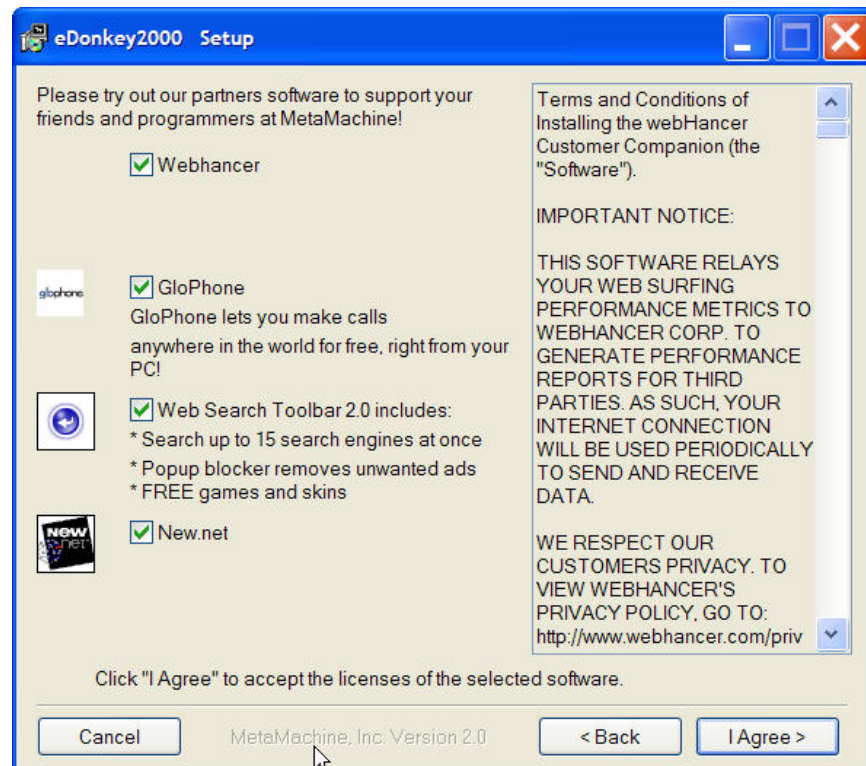 eDonkey2000 Setup
Please try out our partners software to support your
friends and programmers at MetaMachine!
Webhancer
glophone
GloPhone
GloPhone lets you make calls
anywhere in the world for free, right from your
PC!
Web Search Toolbar 2.0 includes:
* Search up to 15 search engines at once
* Popup blocker removes unwanted ads
* FREE games and skins
NEW
.net
New.net
Terms and Conditions of
Installing the webHancer
Customer Companion (the
"Software").
IMPORTANT NOTICE:
THIS SOFTWARE RELAYS
YOUR WEB SURFING
PERFORMANCE METRICS TO
WEBHANCER CORP. TO
GENERATE PERFORMANCE
REPORTS FOR THIRD
PARTIES. AS SUCH, YOUR
INTERNET CONNECTION
WILL BE USED PERIODICALLY
TO SEND AND RECEIVE
DATA.
WE RESPECT OUR
CUSTOMERS PRIVACY. TO
VIEW WEBHANCER'S
PRIVACY POLICY, GO TO:
http://www.webhancer.com/priv
Click "I Agree" to accept the licenses of the selected software.
Cancel
MetaMachine, Inc. Version 2.0
< Back
I Agree >